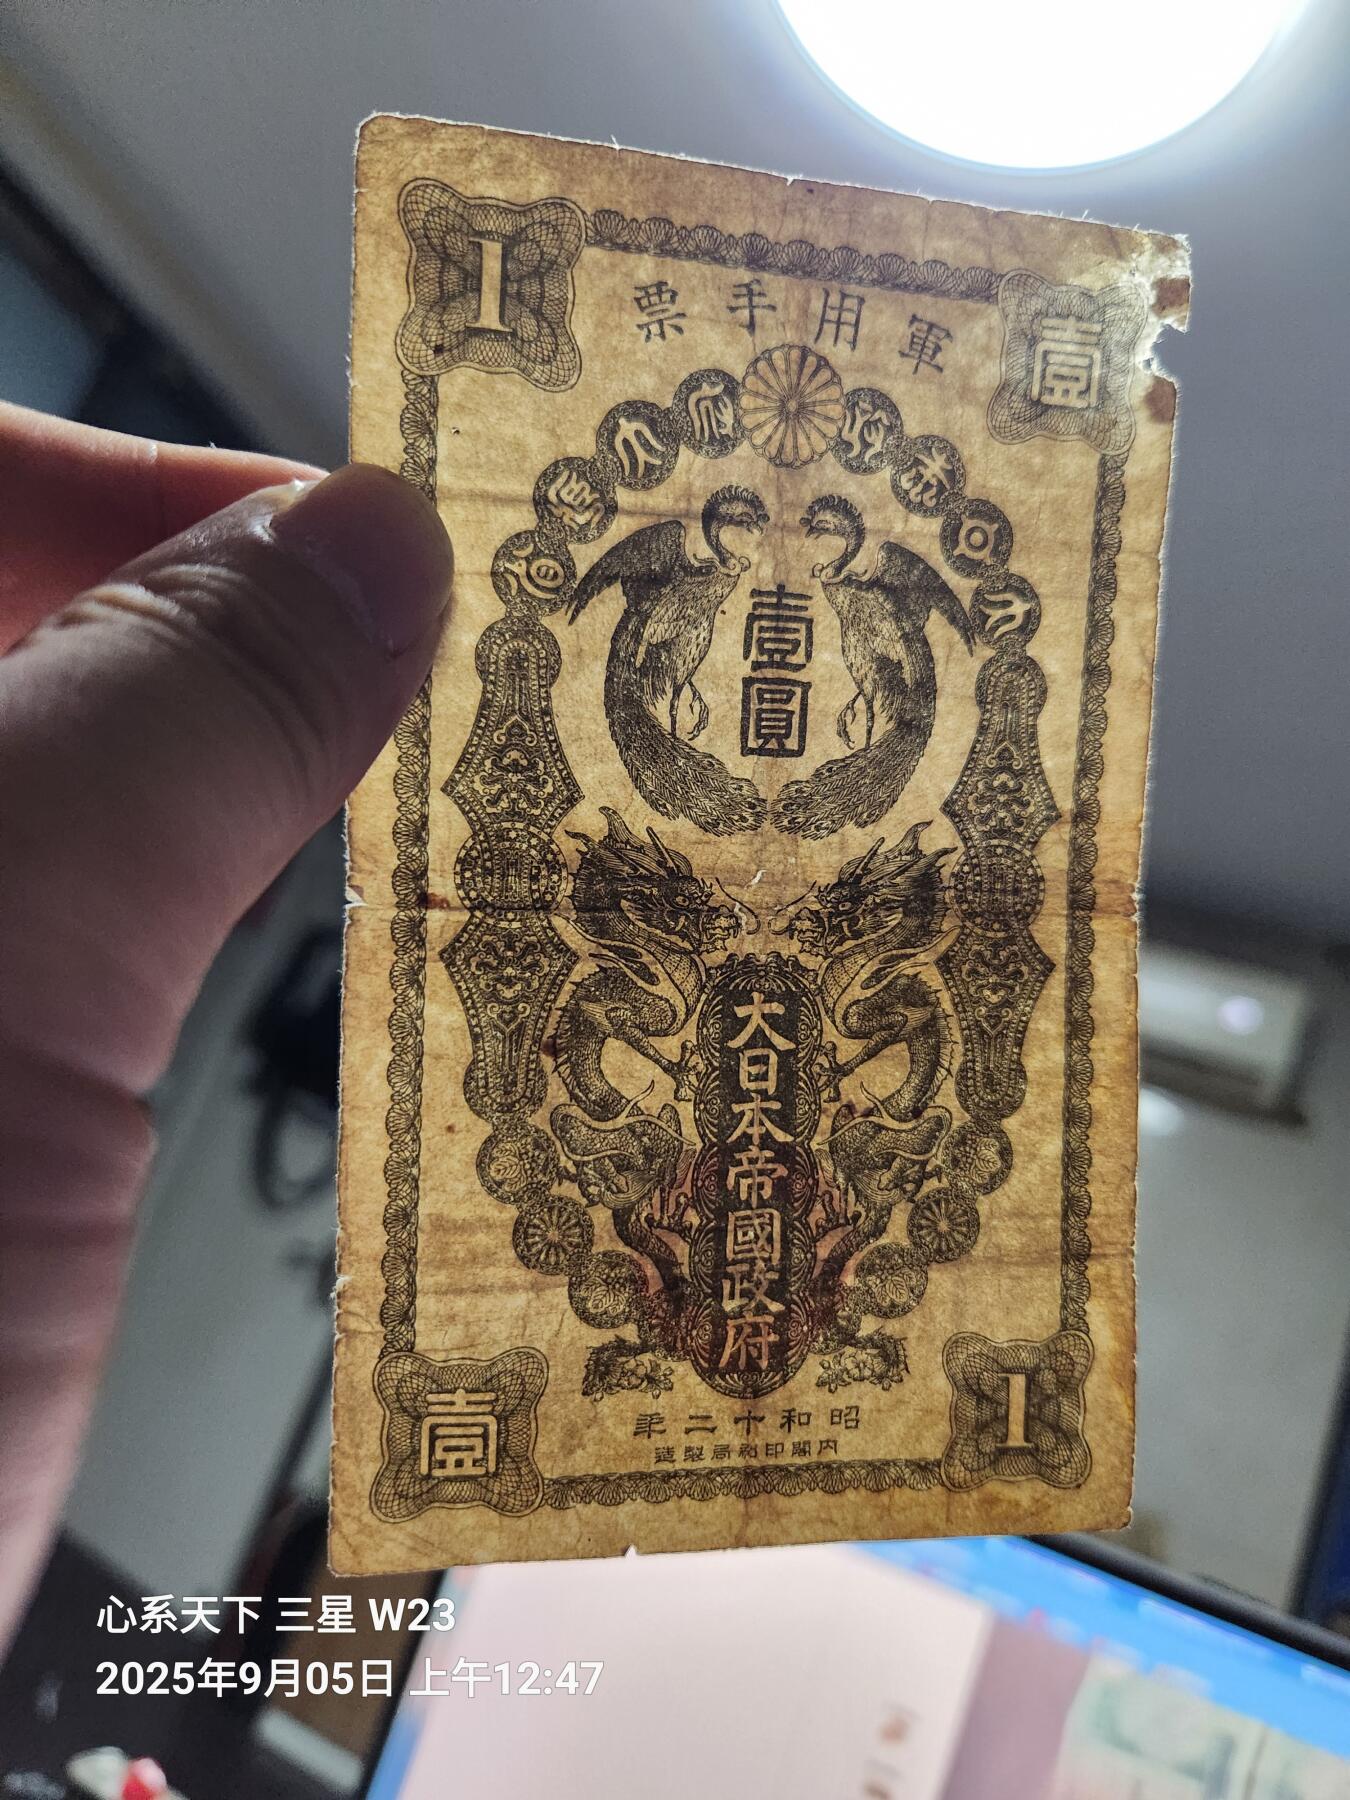 1
壹
票手用軍
壹圓
大日本帝國政府
年二十和昭
造製局刷印閣内
壹
1
心系天下 三星 W23
2025年9月05日 上午12:47